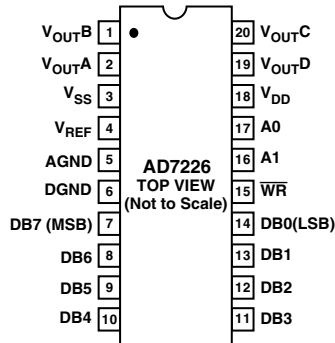 VOUTB 1
VOUTA 2
VSS 3
VREF 4
AGND 5
DGND 6
DB7 (MSB) 7
DB6 8
DB5 9
DB4 10
AD7226
TOP VIEW
(Not to Scale)
20 VOUTC
19 VOUTD
18 VDD
17 A0
16 A1
15 WR
14 DB0(LSB)
13 DB1
12 DB2
11 DB3